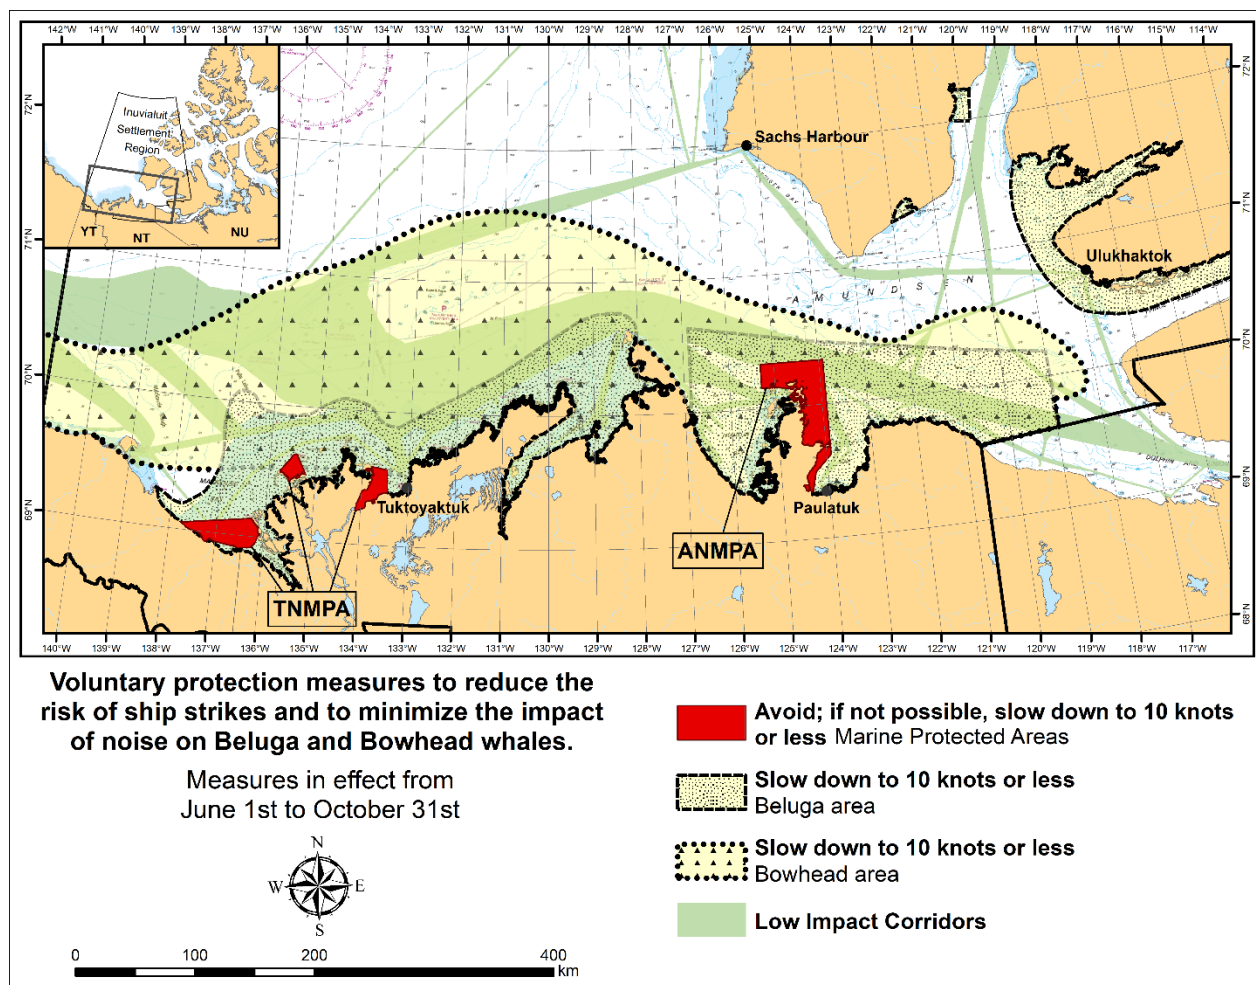 142°W 141°W 140°W 139°W 138°W 137°W 136°W 135°W 134°W 133°W 132°W 131°W 130°W 129°W 128°W 127°W 126°W 125°W 124°W 123°W 122°W 121°W 120°W 119°W 118°W 117°W 116°W 115°W 114°W 113°W
72°N
71°N
70°N
69°N
72°N
71°N
70°N
69°N
68°N
Inuvialuit
Settlement
Region
YT
NT
NU
Sachs Harbour
Ulukhaktok
AMUNDSEN
Tuktoyaktuk
Paulatuk
ANMPA
TNMPA
140°W 139°W 138°W 137°W 136°W 135°W 134°W 133°W 132°W 131°W 130°W 129°W 128°W 127°W 126°W 125°W 124°W 123°W 122°W 121°W 120°W 119°W 118°W 117°W
Voluntary protection measures to reduce the
risk of ship strikes and to minimize the impact
of noise on Beluga and Bowhead whales.
Measures in effect from
June 1st to October 31st
N
W
E
S
0 100 200 400
km
Avoid; if not possible, slow down to 10 knots
or less Marine Protected Areas
Slow down to 10 knots or less
Beluga area
Slow down to 10 knots or less
Bowhead area
Low Impact Corridors